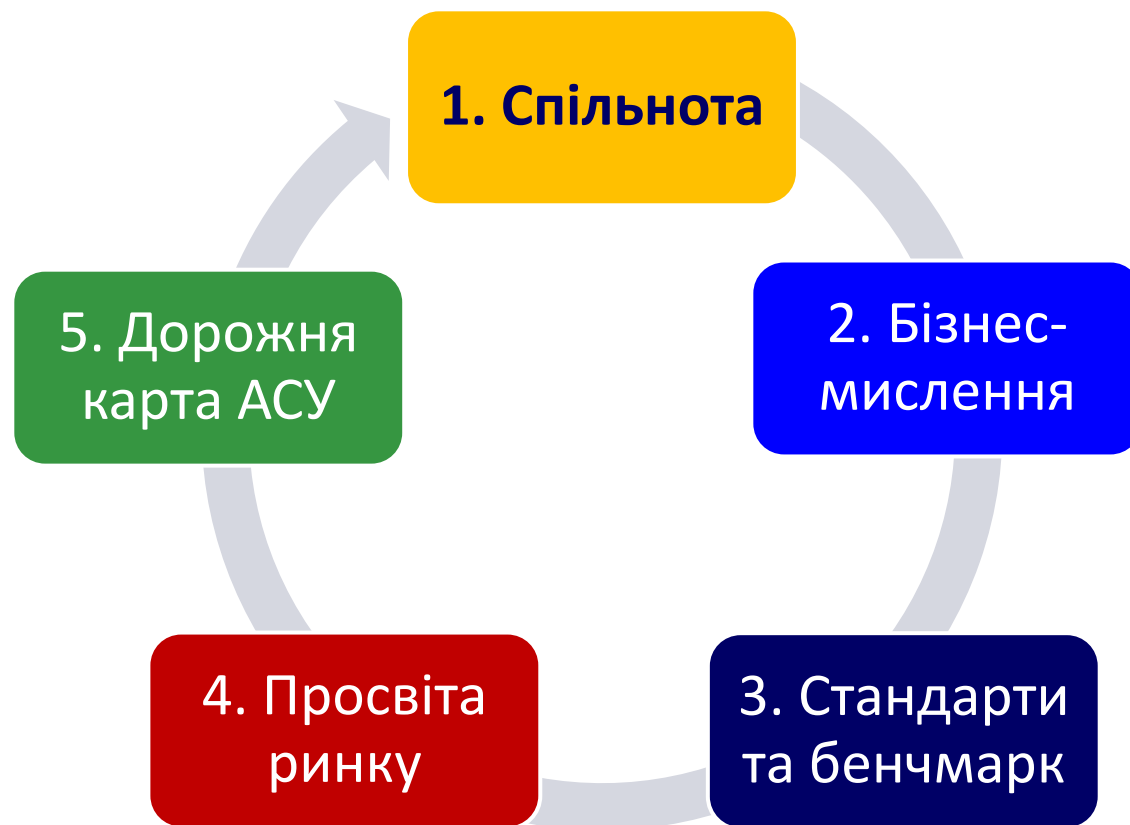 1. Спільнота
2. Бізнес-
мислення
3. Стандарти
та бенчмарк
4. Просвіта
ринку
5. Дорожня
карта АСУ